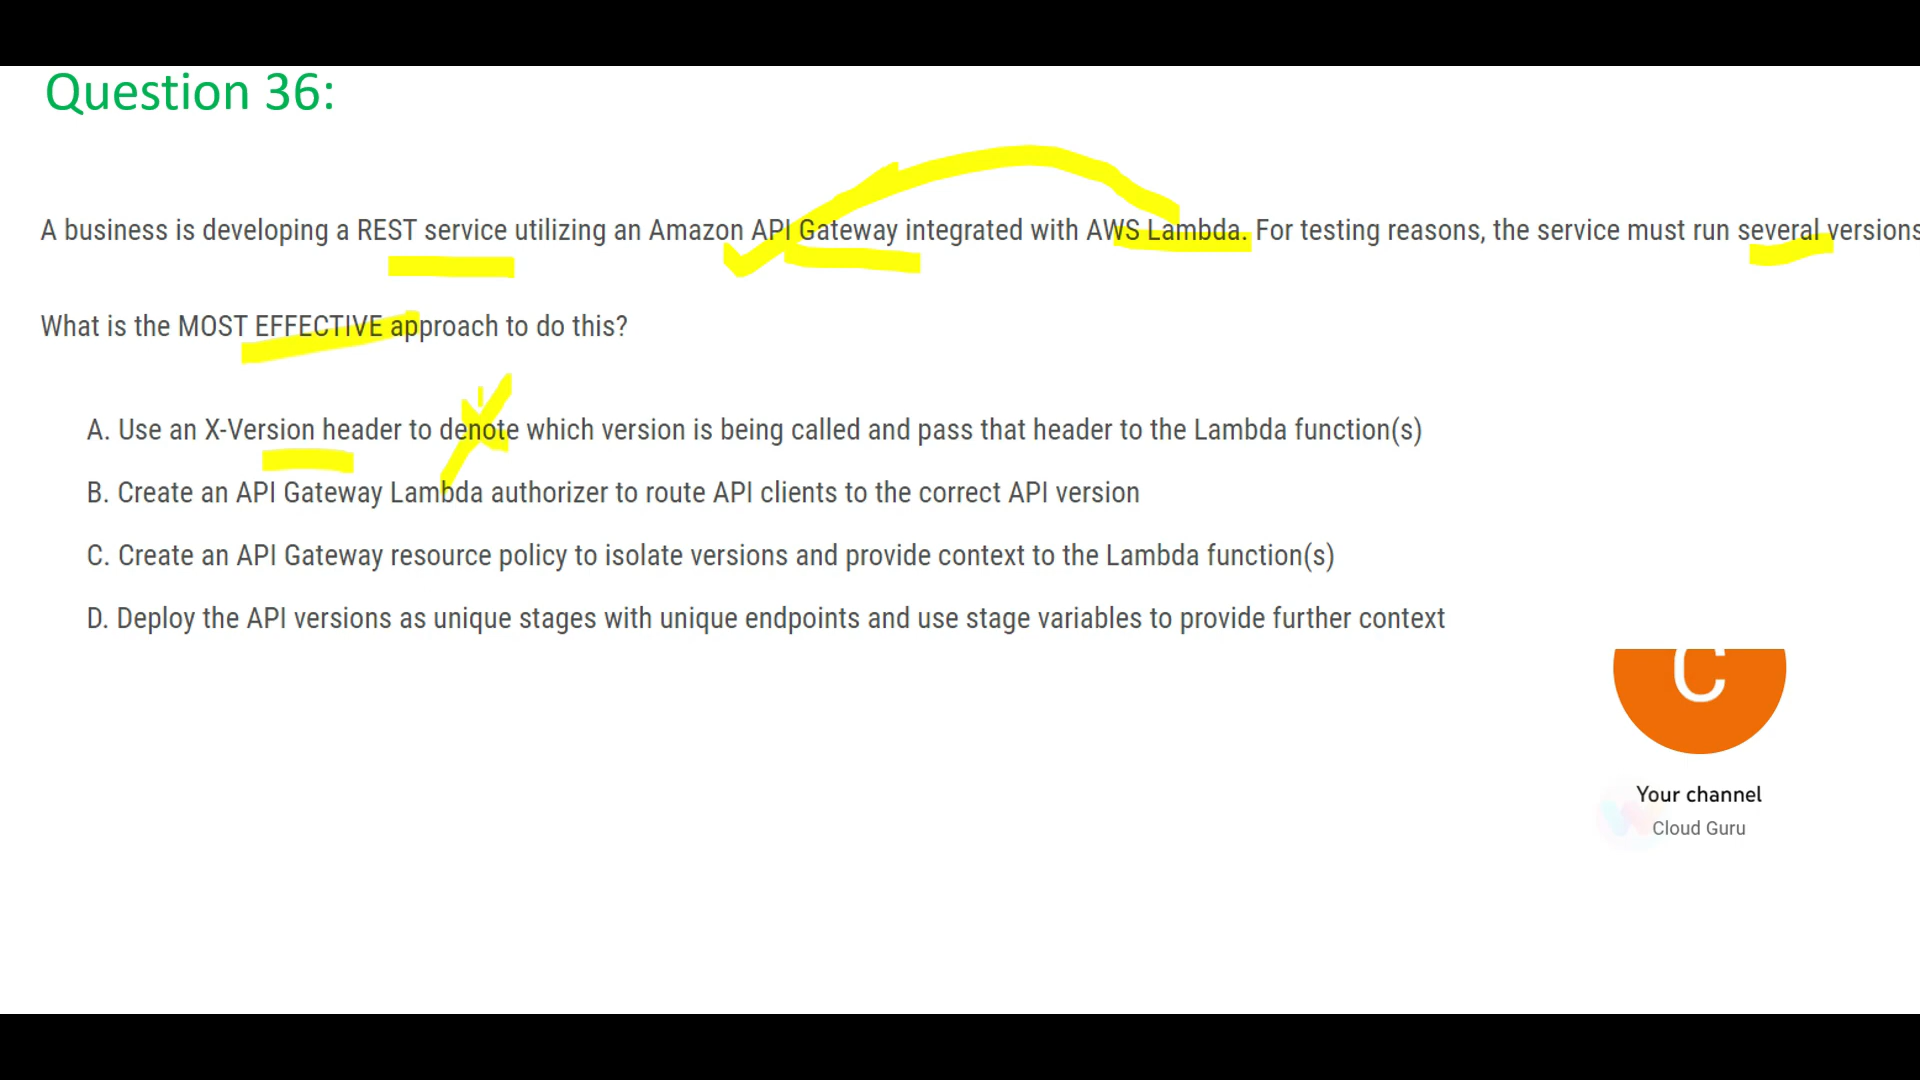 Question 36:
A business is developing a REST service utilizing an Amazon API Gateway integrated with AWS Lambda. For testing reasons, the service must run several versions
What is the MOST EFFECTIVE approach to do this?
A. Use an X-Version header to denote which version is being called and pass that header to the Lambda function(s)
B. Create an API Gateway Lambda authorizer to route API clients to the correct API version
C. Create an API Gateway resource policy to isolate versions and provide context to the Lambda function(s)
D. Deploy the API versions as unique stages with unique endpoints and use stage variables to provide further context
C
Your channel
Cloud Guru